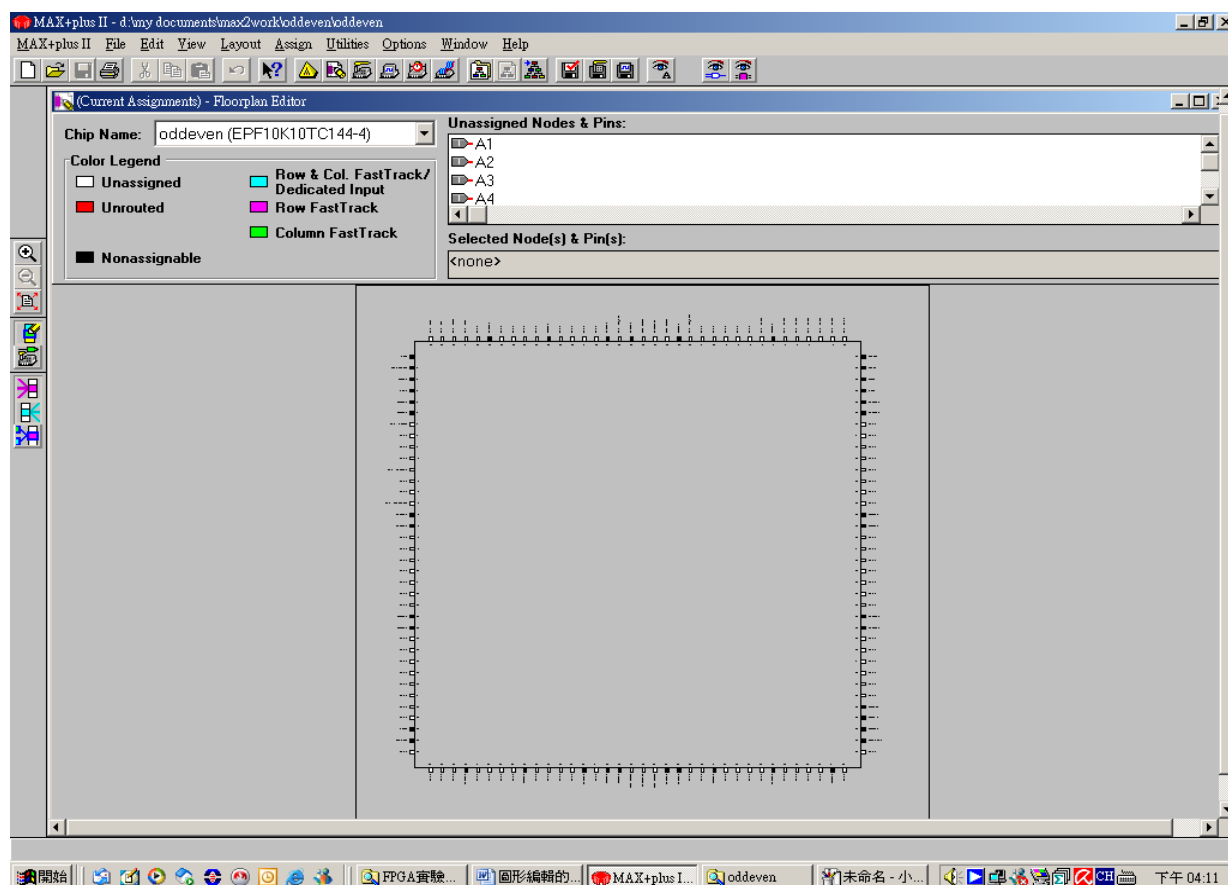 MAX+plus II - d:\my documents\max2work\oddeven\oddeven
MAX+plus II File Edit View Layout Assign Utilities Options Window Help
(Current Assignments) - Floorplan Editor
Chip Name: oddeven (EPF10K10TC144-4)
Color Legend
Unassigned
Row & Col. FastTrack/
Dedicated Input
Unrouted
Row FastTrack
Column FastTrack
Nonassignable
Unassigned Nodes & Pins:
A1
A2
A3
A4
Selected Node(s) & Pin(s):
<none>
開始 FPGA實驗... 圖形編輯的... MAX+plus I... oddeven 未命名 - 小... CH 下午 04:11